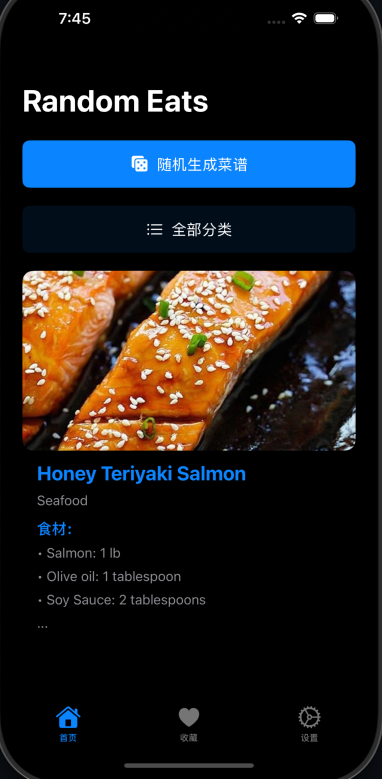 7:45
Random Eats
随机生成菜谱
全部分类
Honey Teriyaki Salmon
Seafood
食材:
• Salmon: 1 lb
• Olive oil: 1 tablespoon
• Soy Sauce: 2 tablespoons
...
首页
收藏
设置